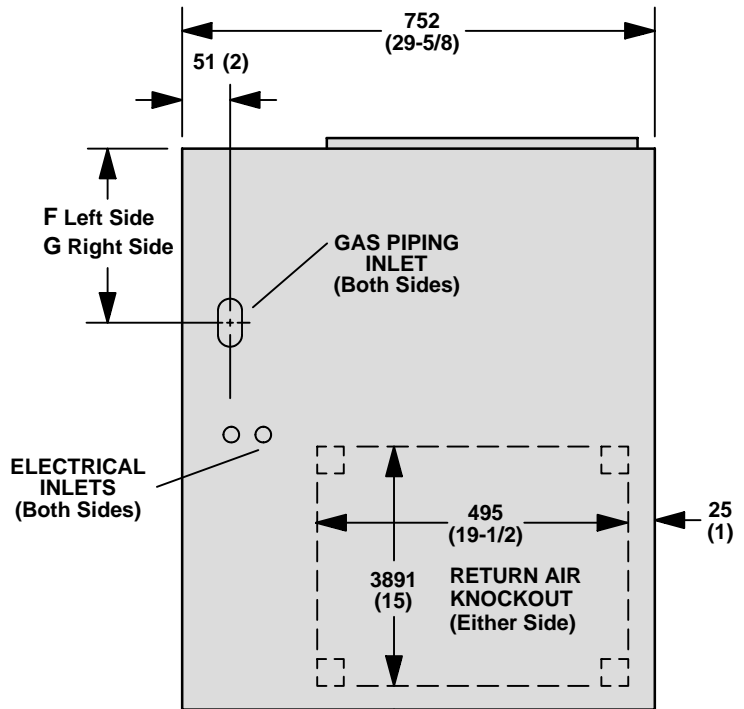 752
(29-5/8)
51 (2)
F Left Side
G Right Side
GAS PIPING
INLET
(Both Sides)
ELECTRICAL
INLETS
(Both Sides)
495
(19-1/2)
25
(1)
3891
(15)
RETURN AIR
KNOCKOUT
(Either Side)